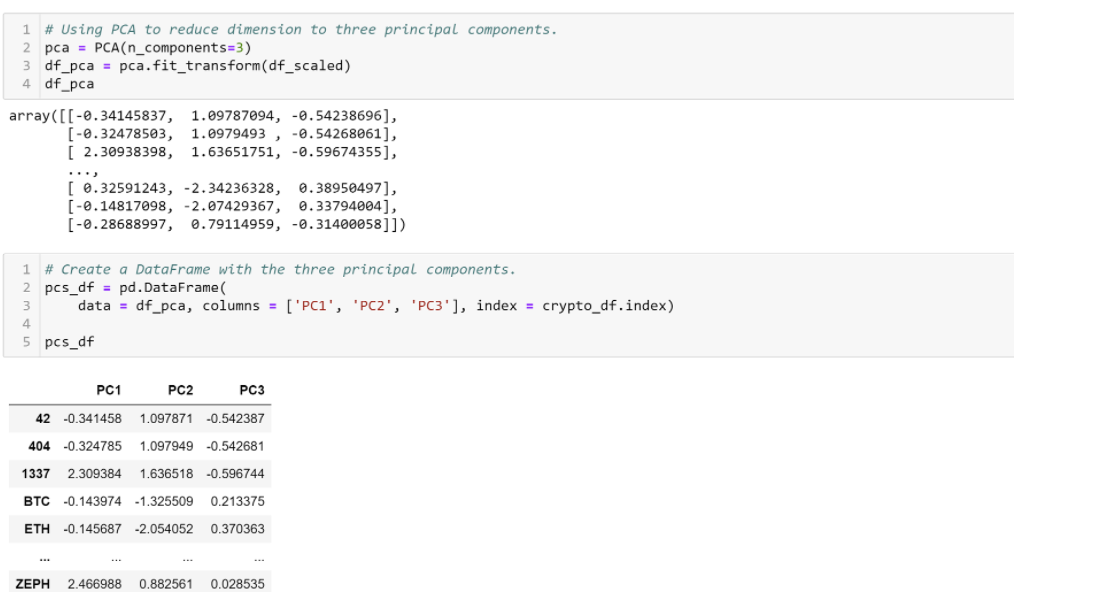 1 # Using PCA to reduce dimension to three principal components.
2 pca = PCA(n_components=3)
3 df_pca = pca.fit_transform(df_scaled)
4 df_pca
array([[-0.34145837,  1.09787094, -0.54238696],
       [-0.32478503,  1.0979493 , -0.54268061],
       [ 2.30938398,  1.63651751, -0.59674355],
       ...,
       [ 0.32591243, -2.34236328,  0.38950497],
       [-0.14817098, -2.07429367,  0.33794004],
       [-0.28688997,  0.79114959, -0.31400058]])
1 # Create a DataFrame with the three principal components.
2 pcs_df = pd.DataFrame(
3     data = df_pca, columns = ['PC1', 'PC2', 'PC3'], index = crypto_df.index)
4
5 pcs_df
PC1 PC2 PC3
42 -0.341458 1.097871 -0.542387
404 -0.324785 1.097949 -0.542681
1337 2.309384 1.636518 -0.596744
BTC -0.143974 -1.325509 0.213375
ETH -0.145687 -2.054052 0.370363
... ... ... ...
ZEPH 2.466988 0.882561 0.028535